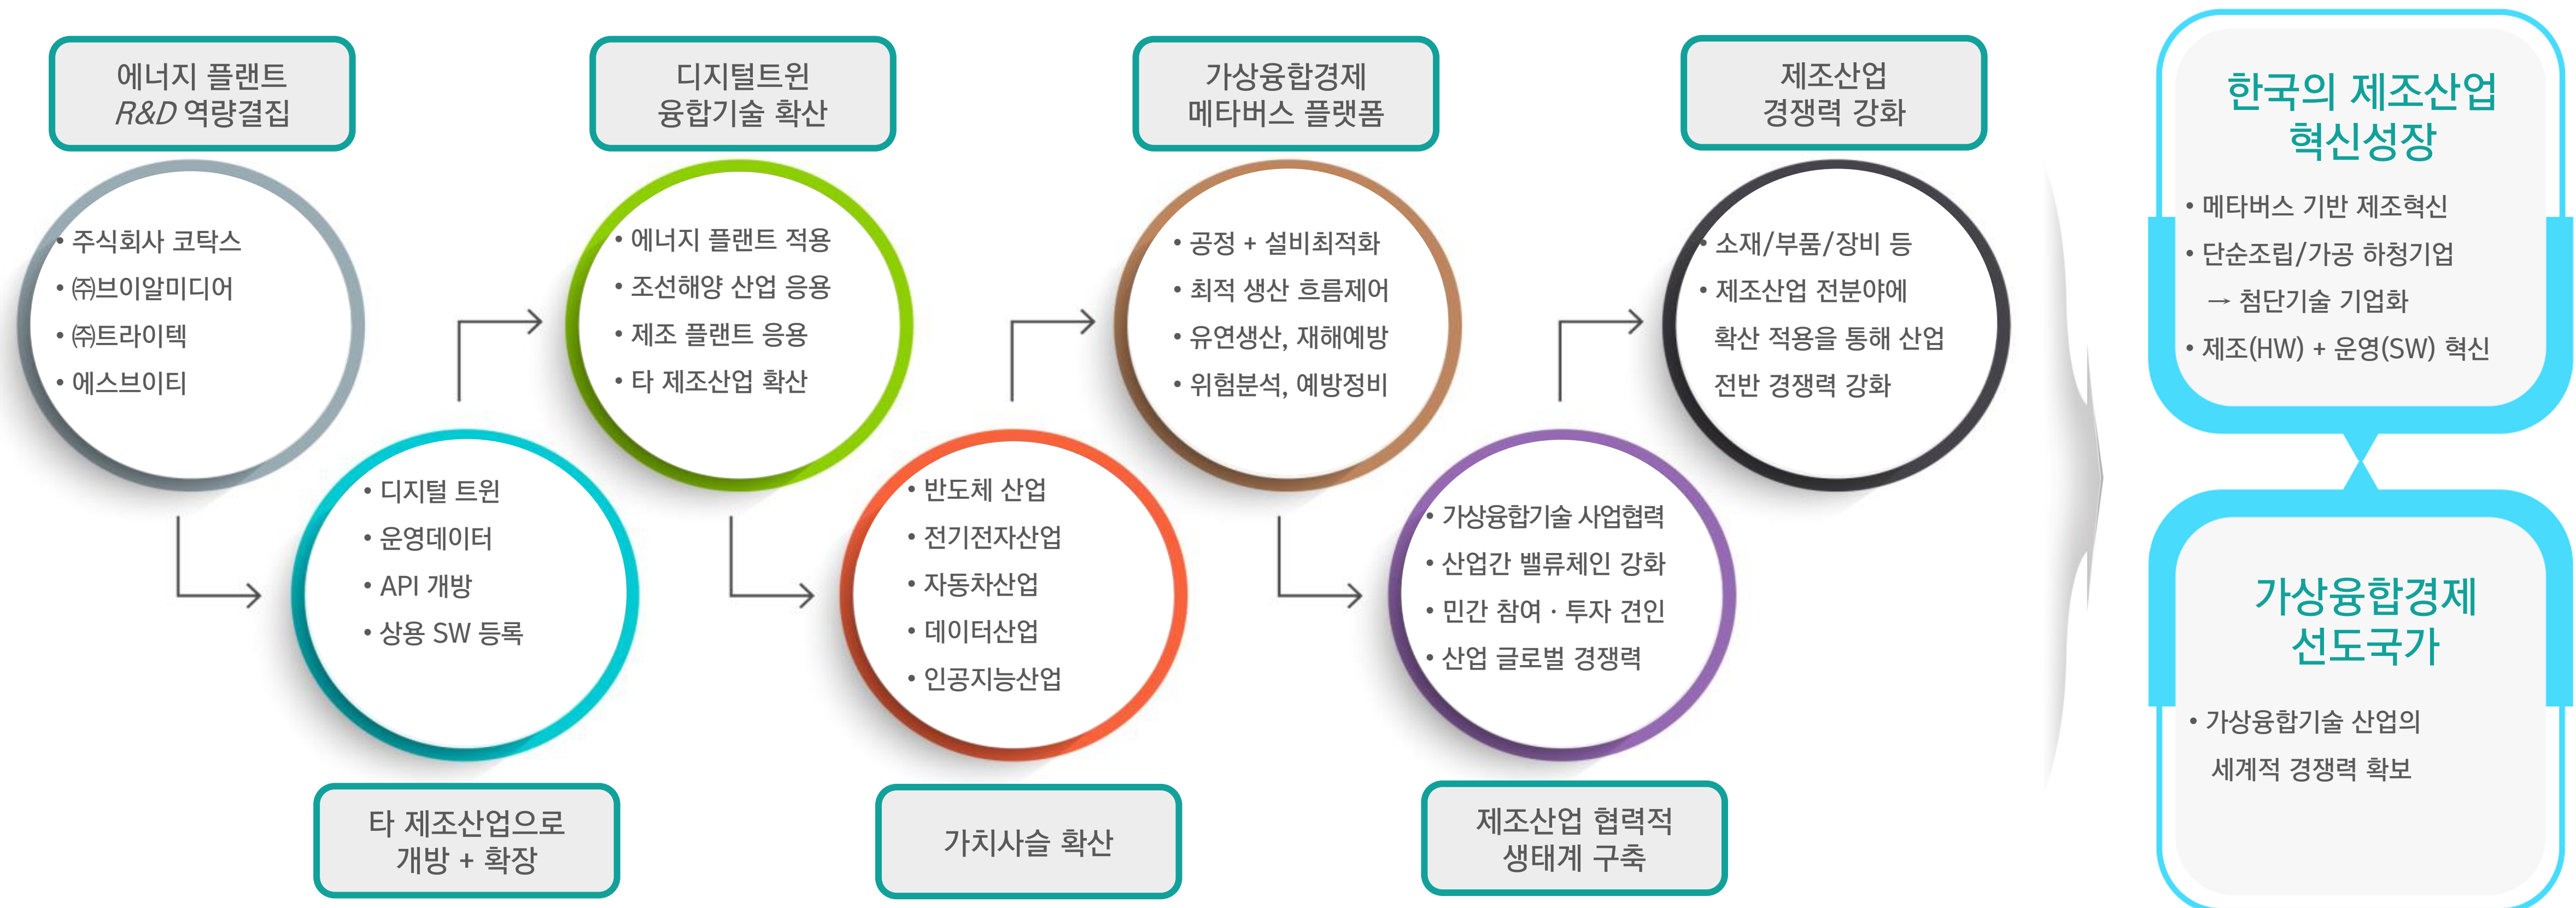 에너지 플랜트
R&D 역량결집
• 주식회사 코탁스
• ㈜브이알미디어
• ㈜트라이텍
• 에스브이티
• 디지털 트윈
• 운영데이터
• API 개방
• 상용 SW 등록
타 제조산업으로
개방 + 확장
디지털트윈
융합기술 확산
• 에너지 플랜트 적용
• 조선해양 산업 응용
• 제조 플랜트 응용
• 타 제조산업 확산
• 반도체 산업
• 전기전자산업
• 자동차산업
• 데이터산업
• 인공지능산업
가치사슬 확산
가상융합경제
메타버스 플랫폼
• 공정 + 설비최적화
• 최적 생산 흐름제어
• 유연생산, 재해예방
• 위험분석, 예방정비
• 가상융합기술 사업협력
• 산업간 밸류체인 강화
• 민간 참여 · 투자 견인
• 산업 글로벌 경쟁력
제조산업 협력적
생태계 구축
제조산업
경쟁력 강화
• 소재/부품/장비 등
• 제조산업 전분야에
확산 적용을 통해 산업
전반 경쟁력 강화
한국의 제조산업
혁신성장
• 메타버스 기반 제조혁신
• 단순조립/가공 하청기업
→ 첨단기술 기업화
• 제조(HW) + 운영(SW) 혁신
가상융합경제
선도국가
• 가상융합기술 산업의
세계적 경쟁력 확보